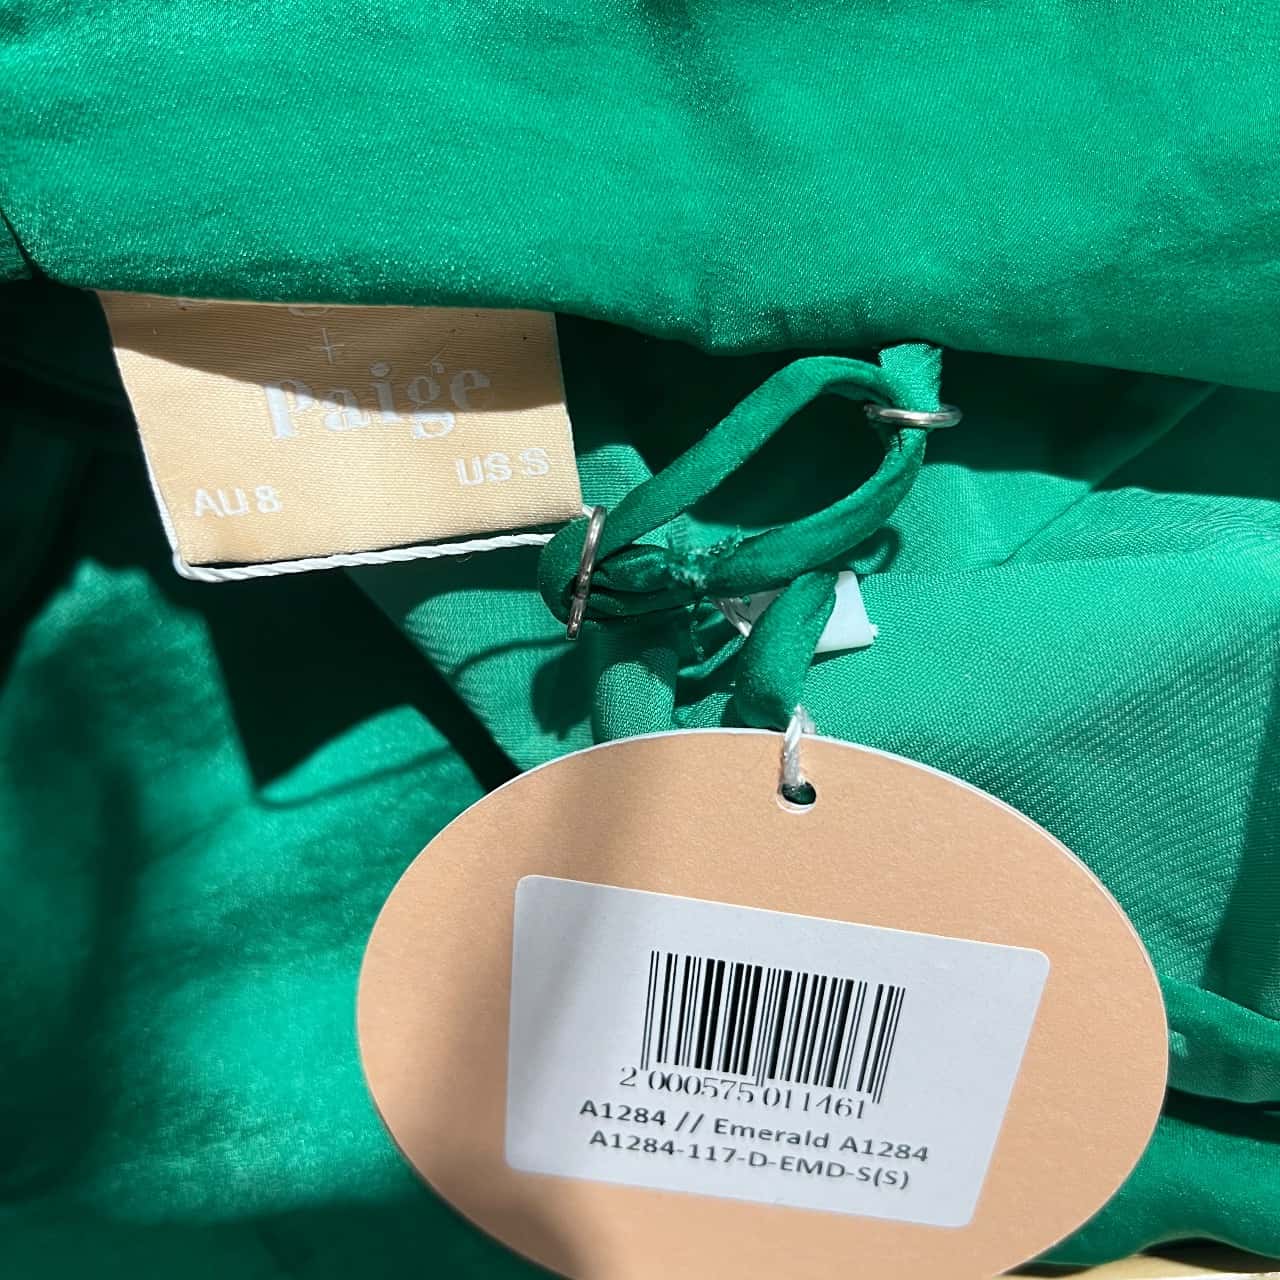 +
Paige
US S
AU 8
2 000575 011461
A1284 // Emerald A1284
A1284-117-D-EMD-S(S)